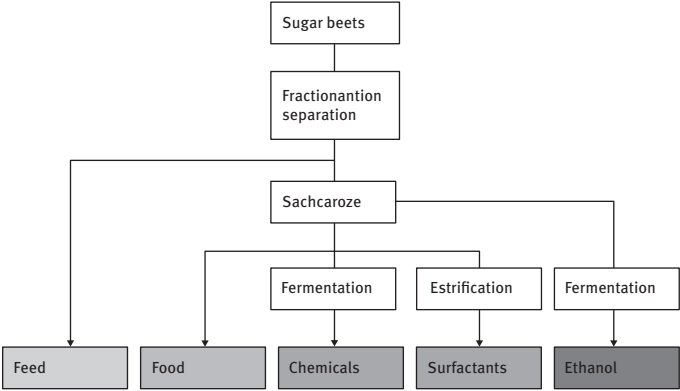 Sugar beets
Fractionantion
separation
Sachcaroze
Fermentation
Estrification
Fermentation
Feed
Food
Chemicals
Surfactants
Ethanol